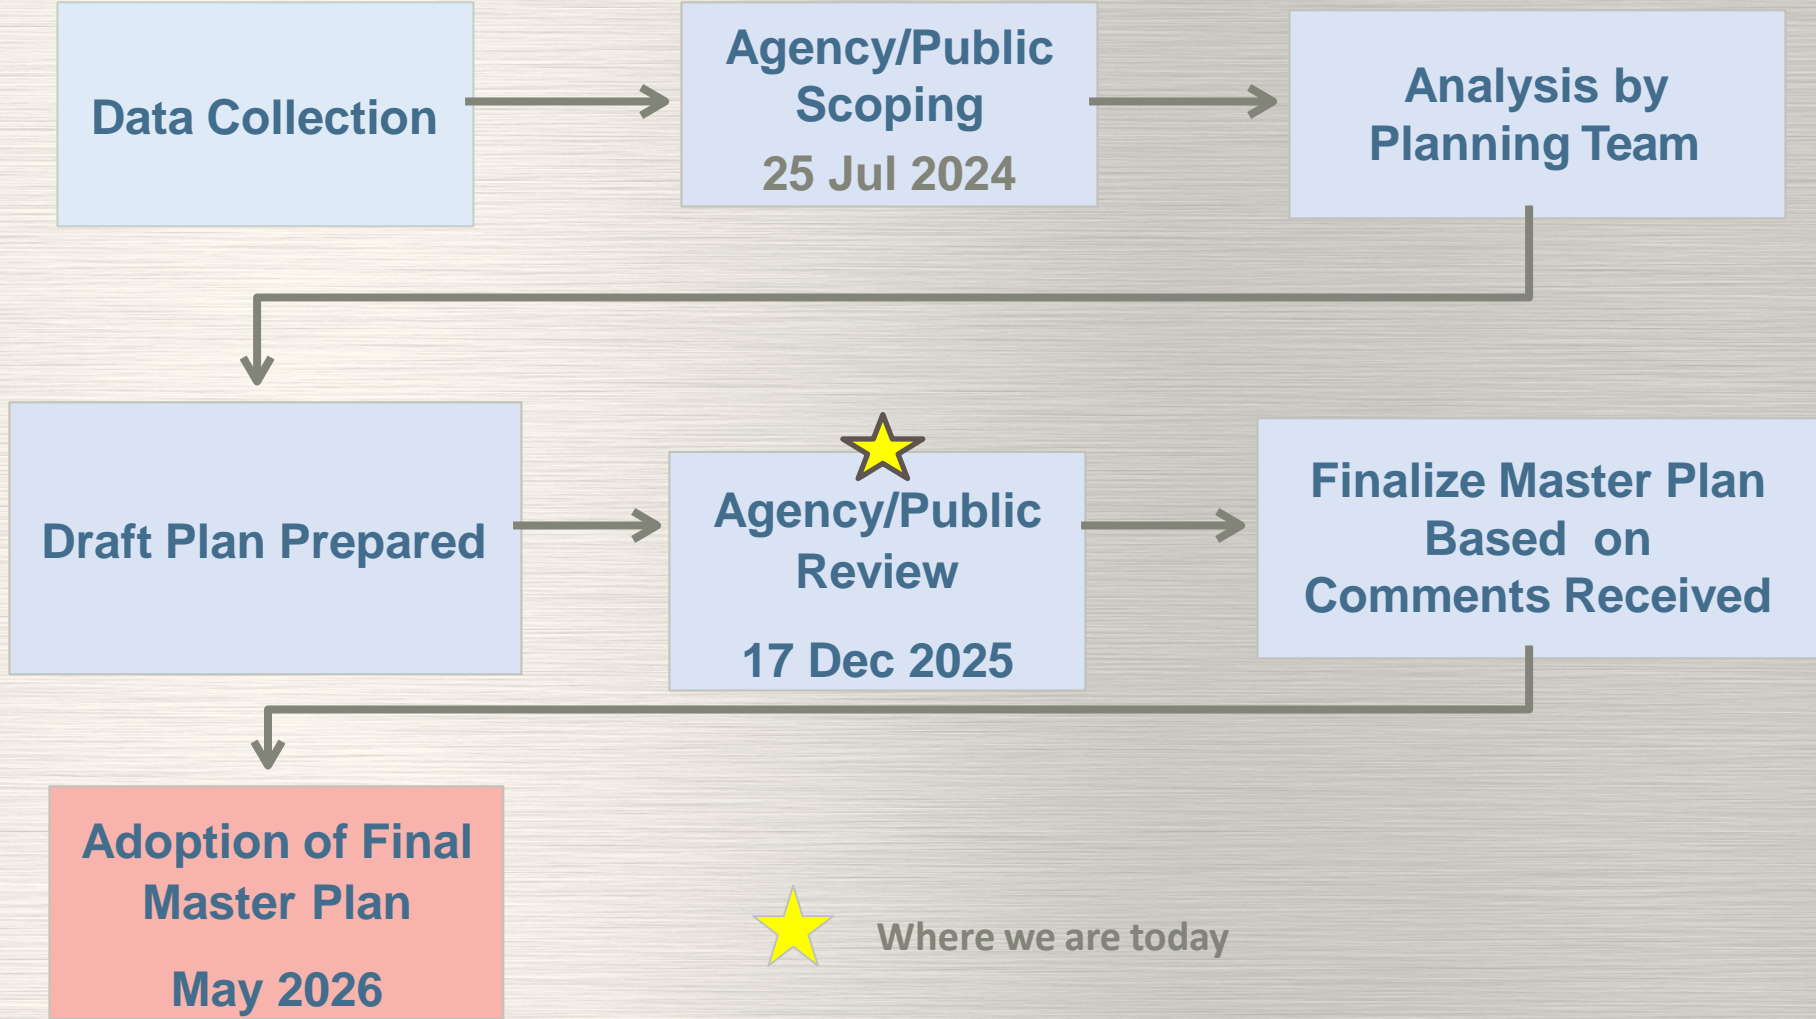 Data Collection
Agency/Public
Scoping
25 Jul 2024
Analysis by
Planning Team
Draft Plan Prepared
Agency/Public
Review
17 Dec 2025
Finalize Master Plan
Based  on
Comments Received
Adoption of Final
Master Plan
May 2026
Where we are today